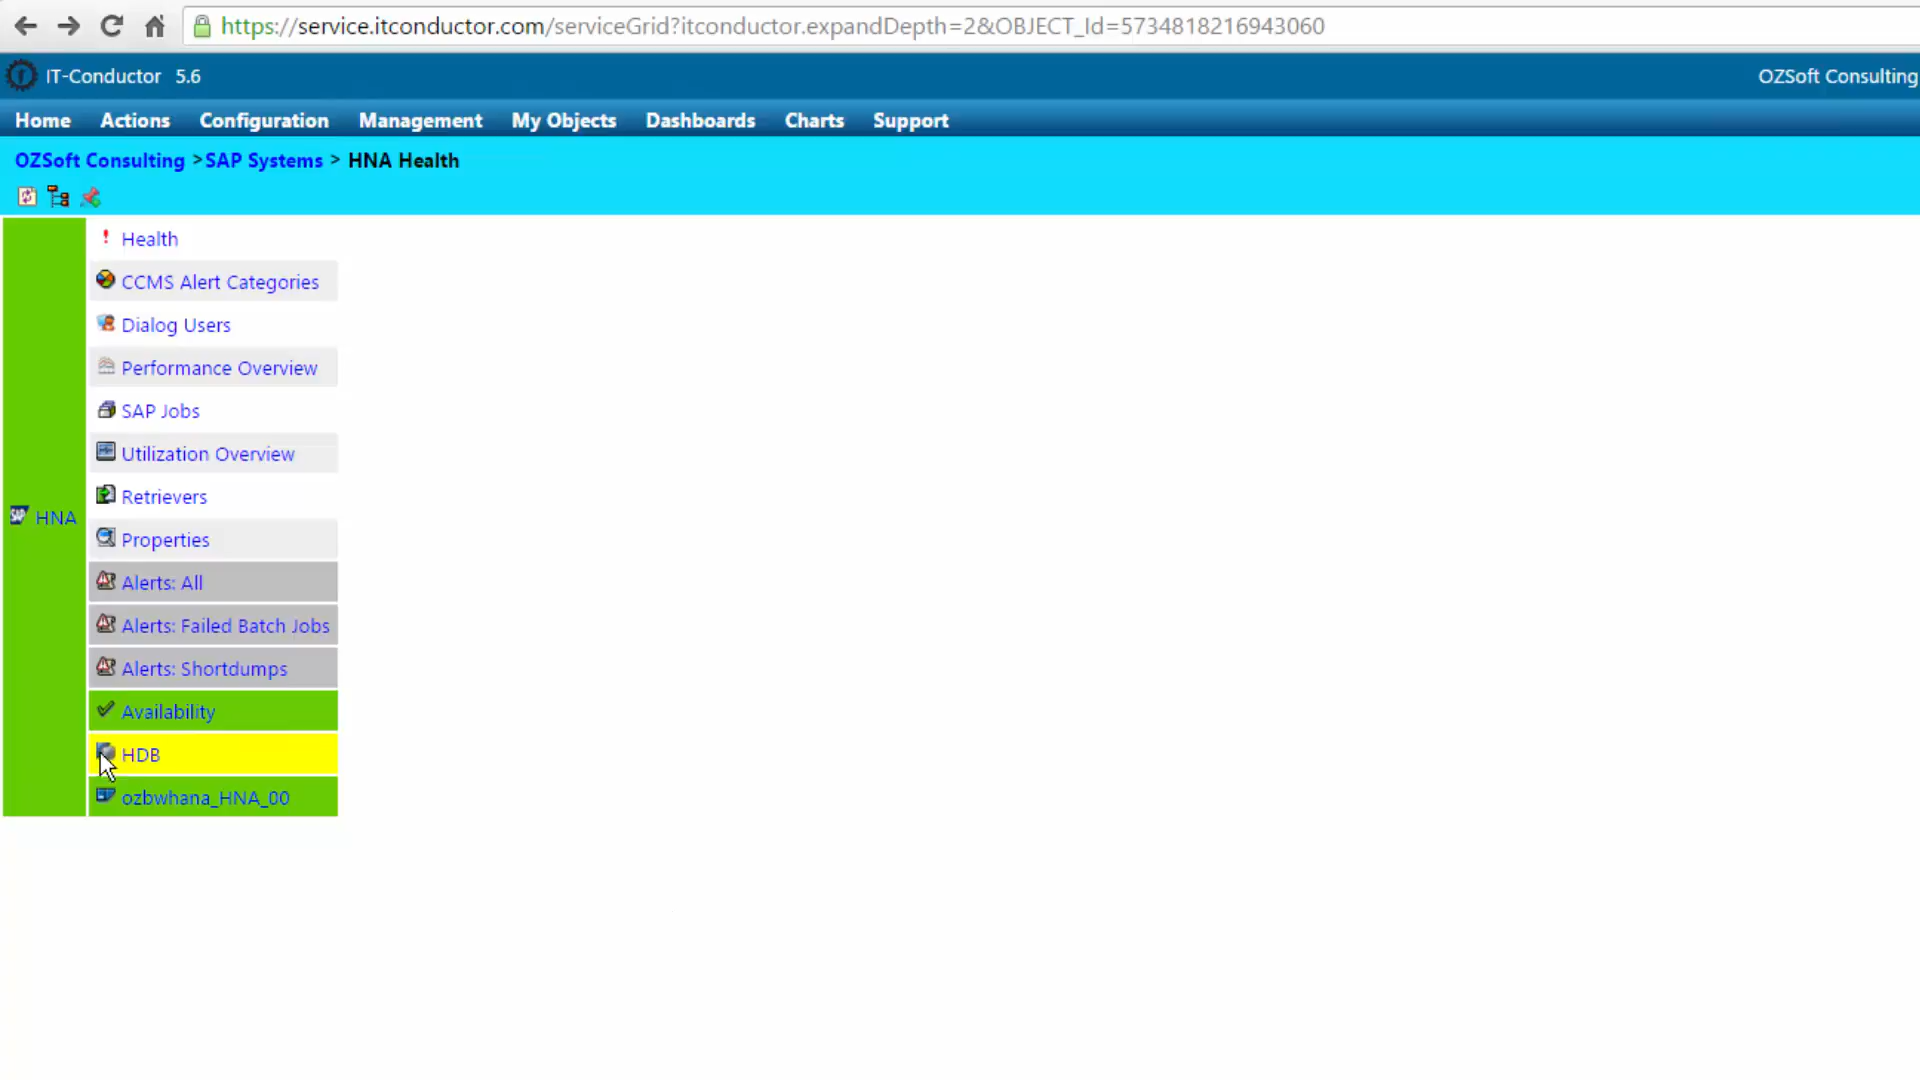 https://service.itconductor.com/serviceGrid?itconductor.expandDepth=2&OBJECT_Id=5734818216943060
IT-Conductor 5.6
OZSoft Consulting
Home Actions Configuration Management My Objects Dashboards Charts Support
OZSoft Consulting >SAP Systems > HNA Health
Health
CCMS Alert Categories
Dialog Users
Performance Overview
SAP Jobs
Utilization Overview
Retrievers
SAP HNA
Properties
Alerts: All
Alerts: Failed Batch Jobs
Alerts: Shortdumps
Availability
HDB
ozbwhana_HNA_00